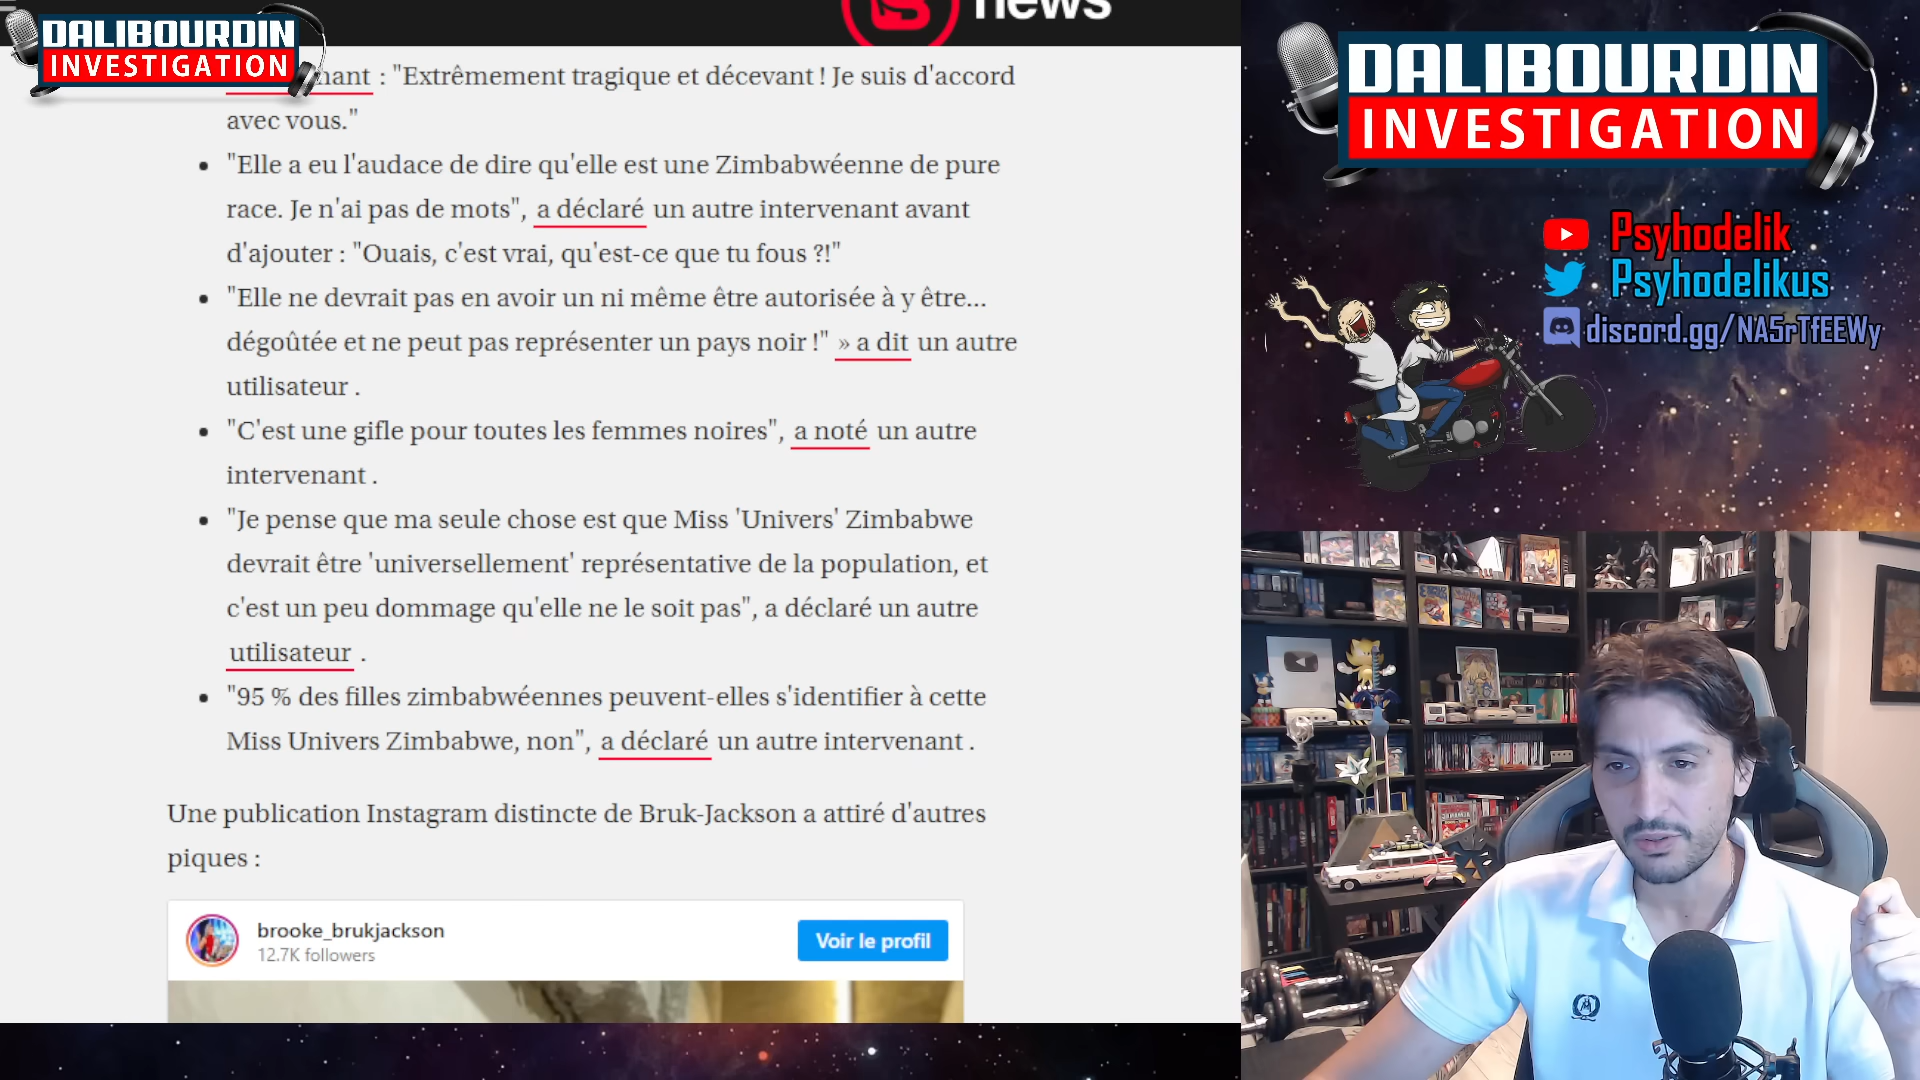 DALIBOURDIN
INVESTIGATION
news
nant : "Extrêmement tragique et décevant ! Je suis d'accord
avec vous."
"Elle a eu l'audace de dire qu'elle est une Zimbabwéenne de pure
race. Je n'ai pas de mots", a déclaré un autre intervenant avant
d'ajouter : "Ouais, c'est vrai, qu'est-ce que tu fous ?!"
"Elle ne devrait pas en avoir un ni même être autorisée à y être...
dégoûtée et ne peut pas représenter un pays noir !" » a dit un autre
utilisateur .
"C'est une gifle pour toutes les femmes noires", a noté un autre
intervenant .
"Je pense que ma seule chose est que Miss 'Univers' Zimbabwe
devrait être 'universellement' représentative de la population, et
c'est un peu dommage qu'elle ne le soit pas", a déclaré un autre
utilisateur .
"95 % des filles zimbabwéennes peuvent-elles s'identifier à cette
Miss Univers Zimbabwe, non", a déclaré un autre intervenant .
Une publication Instagram distincte de Bruk-Jackson a attiré d'autres
piques :
brooke_brukjackson
12.7K followers
Voir le profil
DALIBOURDIN
INVESTIGATION
Psyhodelik
Psyhodelikus
discord.gg/NA5rTfEEWy